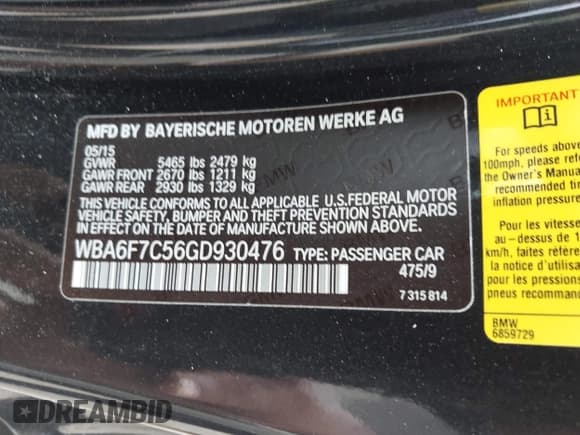 MFD BY BAYERISCHE MOTOREN WERKE AG
05/15
GVWR 5465 lbs 2479 kg
GAWR FRONT 2670 lbs 1211 kg
GAWR REAR 2930 lbs 1329 kg
THIS VEHICLE CONFORMS TO ALL APPLICABLE U.S.FEDERAL MOTOR
VEHICLE SAFETY, BUMPER AND THEFT PREVENTION STANDARDS
IN EFFECT ON THE DATE OF MANUFACTURE SHOWN ABOVE.
WBA6F7C56GD930476 TYPE: PASSENGER CAR
475/9
7 315 814
IMPORTANT
For speeds above
100mph, please refe
the Owner's Manua
recommended tir
inflation pressure
Pour les vitesse
au-dessus de 1
km/h, faites référe
la notice d'utilisa
pour les pressions
pneus recomman
BMW
6859729
DREAMBID